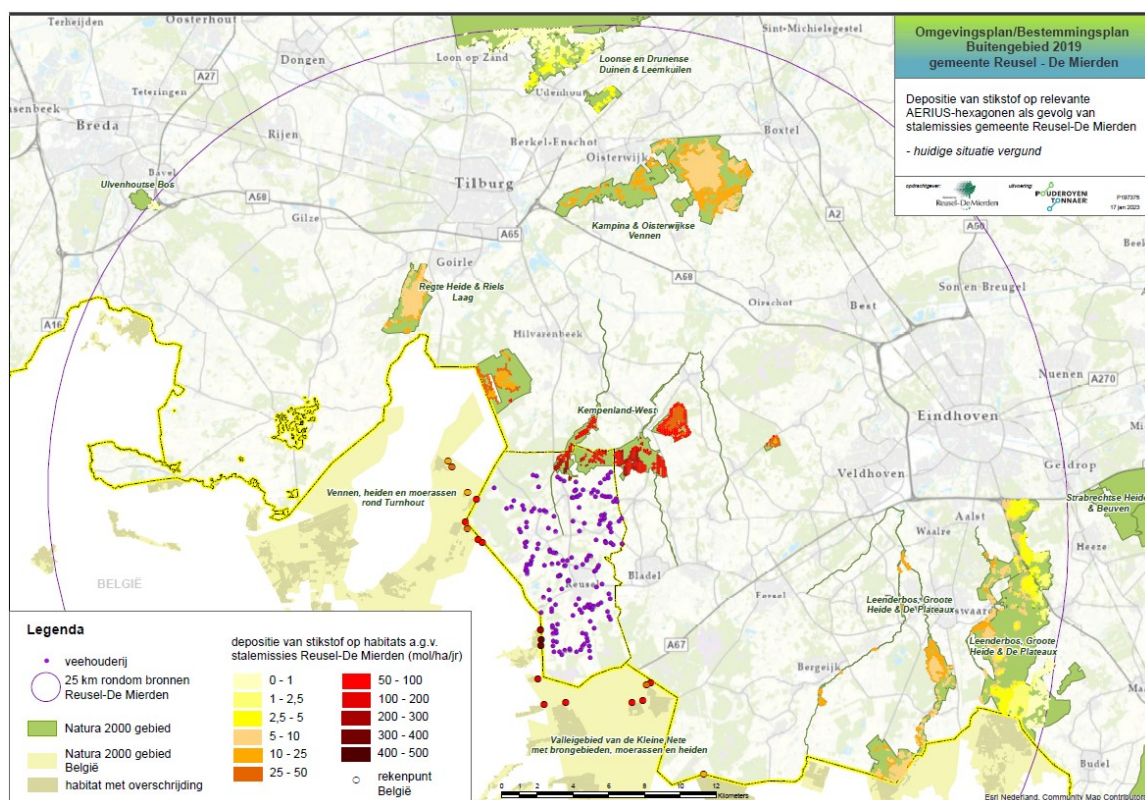 Omgevingsplan/Bestemmingsplan
Buitengebied 2019
gemeente Reusel - De Mierden
Depositie van stikstof op relevante
AERIUS-hexagonen als gevolg van
stalemissies gemeente Reusel-De Mierden
- huidige situatie vergund
opdrachtgever:
Reusel-De Mierden
uitvoering:
POUDEROYEN
TONNAER
P187375
17 jan 2023
Terheijden
Oosterhout
Sint-Michielsgestel
Loon op Zand
Loonse en Drunense
Duinen & Leemkuilen
Dongen
A27
Teteringen
Udenhout
Breda
Rijen
Berkel-Enschot
Boxtel
Oisterwijk
Bavel
Ulvenhoutse Bos
A58
Tilburg
A2
Gilze
Kampina & Oisterwijkse
Vennen
A50
A65
Goirle
A58
Regte Heide & Riels
Laag
Oirschot
Best
Son en Breugel
A16
Hilvarenbeek
Nuenen
A270
Kempenland-West
Eindhoven
Veldhoven
Geldrop
Vennen, heiden en moerassen
rond Turnhout
Strabrechtse Heide
& Beuven
Aalst
Waalre
Heeze
BELGIË
Reusel
Bladel
Eersel
Leenderbos, Groote
Heide & De Plateaux
Leenderbos, Groote
Heide & De Plateaux
A67
Bergeijk
Valleigebied van de Kleine Nete
met brongebieden, moerassen en heiden
Budel
Legenda
veehouderij
25 km rondom bronnen
Reusel-De Mierden
Natura 2000 gebied
Natura 2000 gebied
België
habitat met overschrijding
depositie van stikstof op habitats a.g.v.
stalemissies Reusel-De Mierden (mol/ha/jr)
0 - 1
1 - 2,5
2,5 - 5
5 - 10
10 - 25
25 - 50
50 - 100
100 - 200
200 - 300
300 - 400
400 - 500
rekenpunt
België
0 2 4 6 8 10 12
Kilometers
Esri Nederland, Community Map Contributors